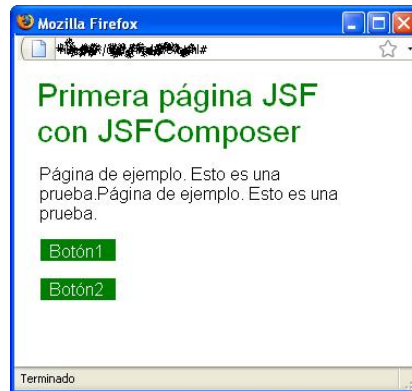 Mozilla Firefox
Primera página JSF
con JSFComposer
Página de ejemplo. Esto es una
prueba.Página de ejemplo. Esto es una
prueba.
Botón1
Botón2
Terminado